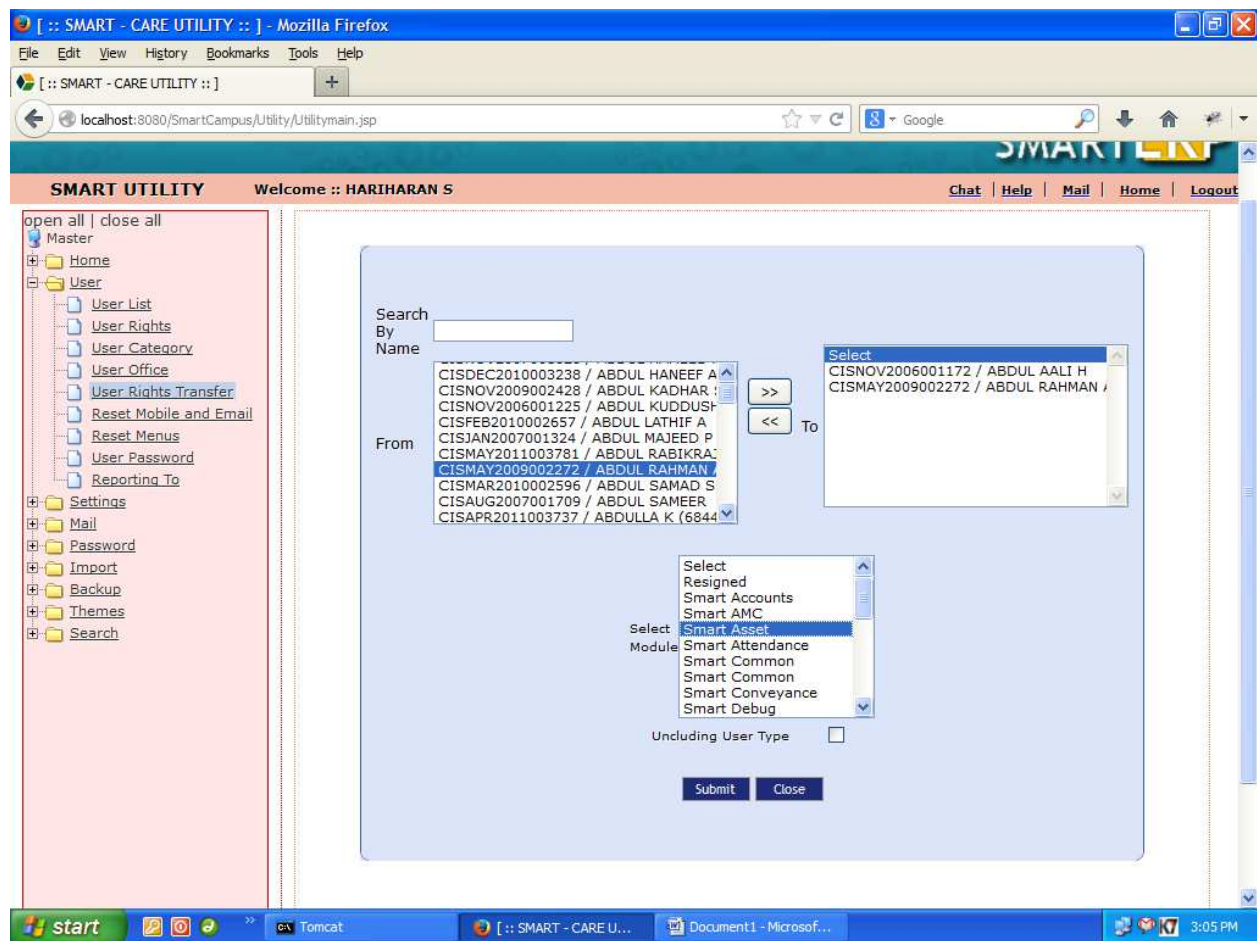 [ :: SMART - CARE UTILITY :: ] - Mozilla Firefox
File Edit View History Bookmarks Tools Help
[ :: SMART - CARE UTILITY :: ]
localhost:8080/SmartCampus/Utility/Utilitymain.jsp
Google
SMART ERP
SMART UTILITY Welcome :: HARIHARAN S Chat | Help | Mail | Home | Logout
open all | close all
Master
Home
User
User List
User Rights
User Category
User Office
User Rights Transfer
Reset Mobile and Email
Reset Menus
User Password
Reporting To
Settings
Mail
Password
Import
Backup
Themes
Search
Search By Name
From
CISDEC2010003238 / ABDUL HANEEF A
CISNOV2009002428 / ABDUL KADHAR
CISNOV2006001225 / ABDUL KUDDUSH
CISFEB2010002657 / ABDUL LATHIF A
CISJAN2007001324 / ABDUL MAJEED P
CISMAY2011003781 / ABDUL RABIKRAJ
CISMAY2009002272 / ABDUL RAHMAN A
CISMAR2010002596 / ABDUL SAMAD S
CISAUG2007001709 / ABDUL SAMEER
CISAPR2011003737 / ABDULLA K (6844
>>
<<
To
Select
CISNOV2006001172 / ABDUL AALI H
CISMAY2009002272 / ABDUL RAHMAN A
Select Module
Select
Resigned
Smart Accounts
Smart AMC
Smart Asset
Smart Attendance
Smart Common
Smart Common
Smart Conveyance
Smart Debug
Uncluding User Type
Submit Close
start
Tomcat
[ :: SMART - CARE U...
Document1 - Microsof...
3:05 PM